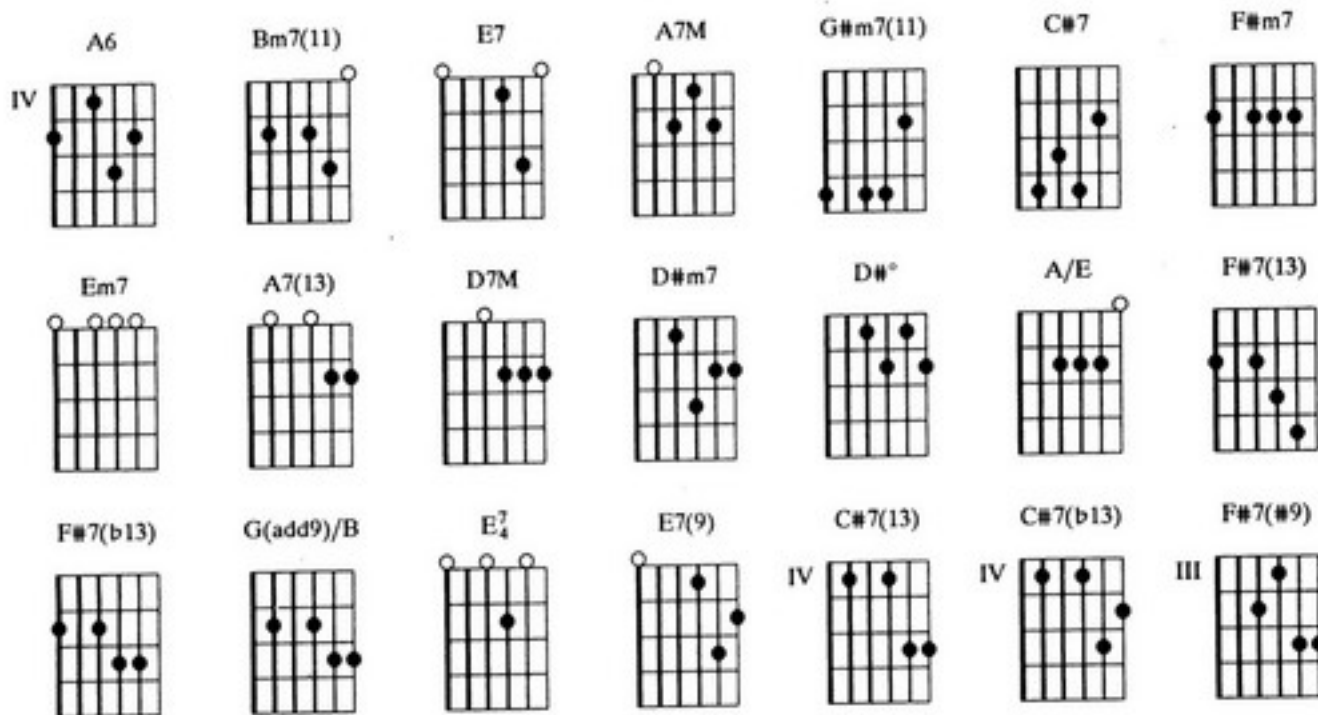 A6 Bm7(11) E7 A7M G#m7(11) C#7 F#m7
IV
Em7 A7(13) D7M D#m7 D#° A/E F#7(13)
F#7(b13) G(add9)/B E7/4 E7(9) C#7(13) C#7(b13) F#7(#9)
IV IV III